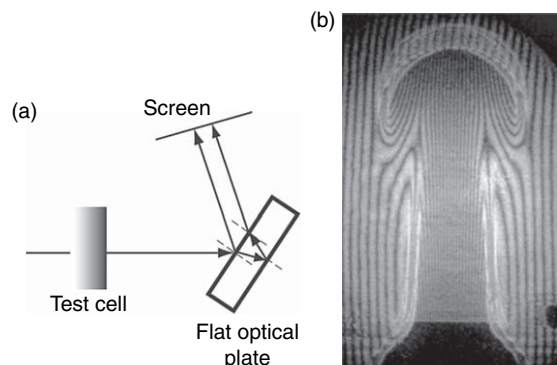 (a)
Screen
Test cell
Flat optical
plate
(b)